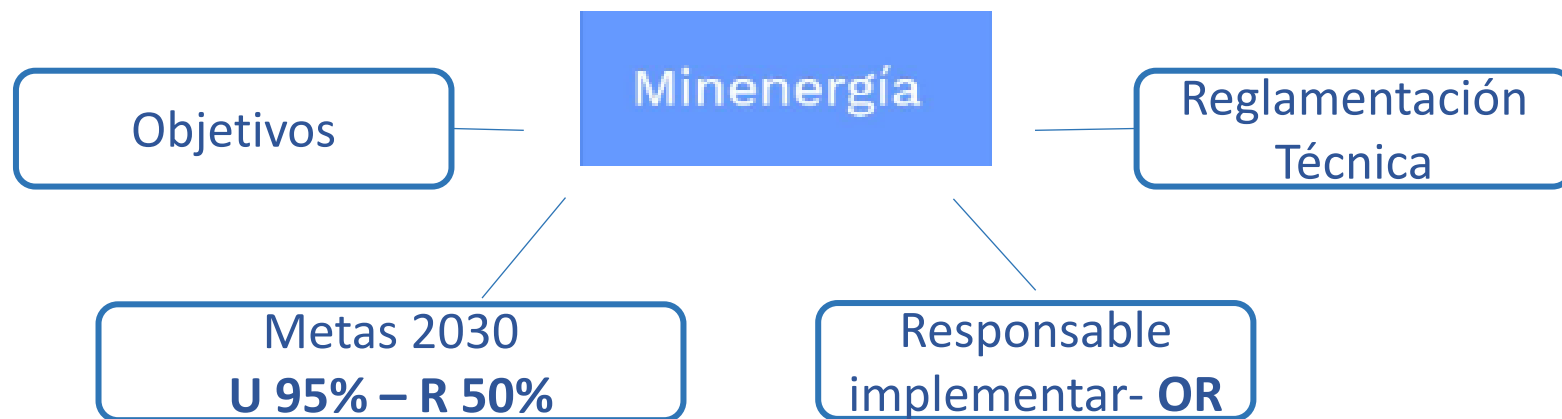 Minenergía
Objetivos
Reglamentación
Técnica
Metas 2030
U 95% – R 50%
Responsable
implementar- OR